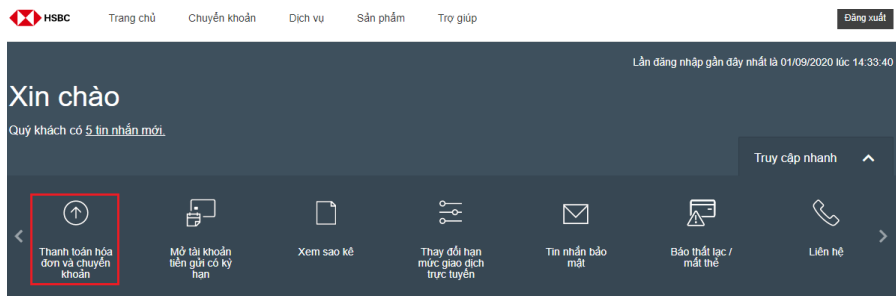 HSBC Trang chủ Chuyển khoản Dịch vụ Sản phẩm Trợ giúp Đăng xuất
Lần đăng nhập gần đây nhất là 01/09/2020 lúc 14:33:40
Xin chào
Quý khách có 5 tin nhắn mới.
Truy cập nhanh
Thanh toán hóa
đơn và chuyển
khoản
Mở tài khoản
tiền gửi có kỳ
hạn
Xem sao kê
Thay đổi hạn
mức giao dịch
trực tuyến
Tin nhắn bảo
mật
Báo thất lạc /
mất thẻ
Liên hệ